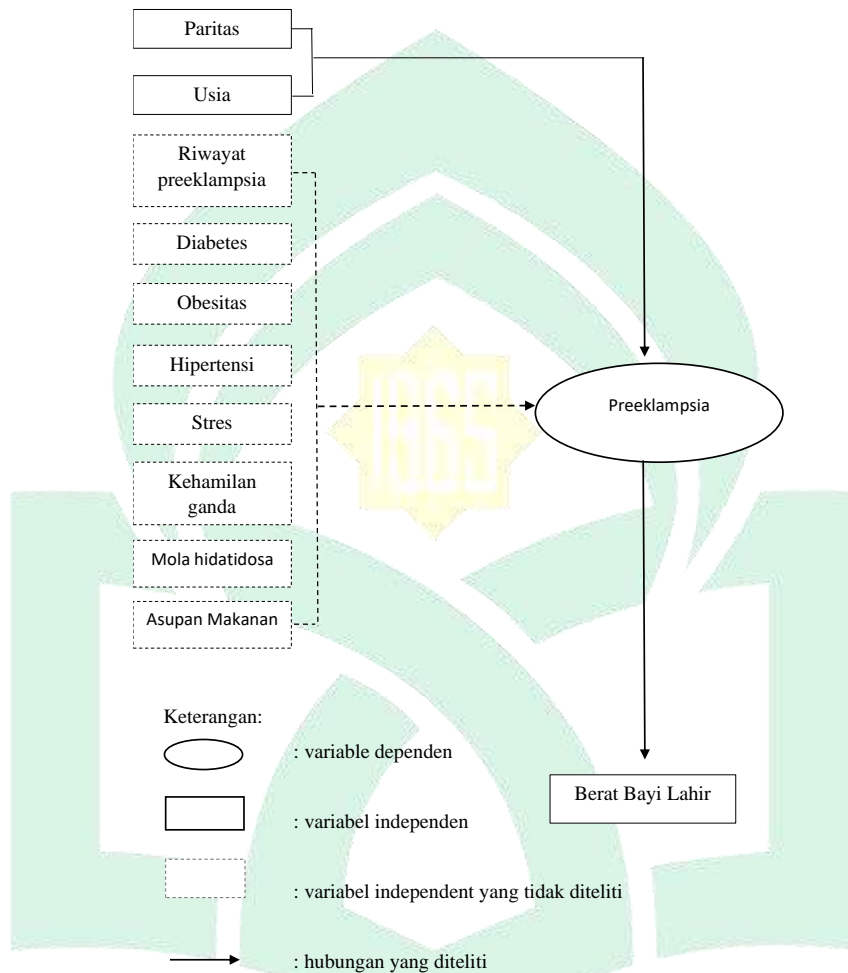 Paritas
Usia
Riwayat
preeklampsia
Diabetes
Obesitas
Hipertensi
Stres
Kehamilan
ganda
Mola hidatidosa
Asupan Makanan
1965
Preeklampsia
Berat Bayi Lahir
Keterangan:
: variable dependen
: variabel independen
: variabel independent yang tidak diteliti
: hubungan yang diteliti